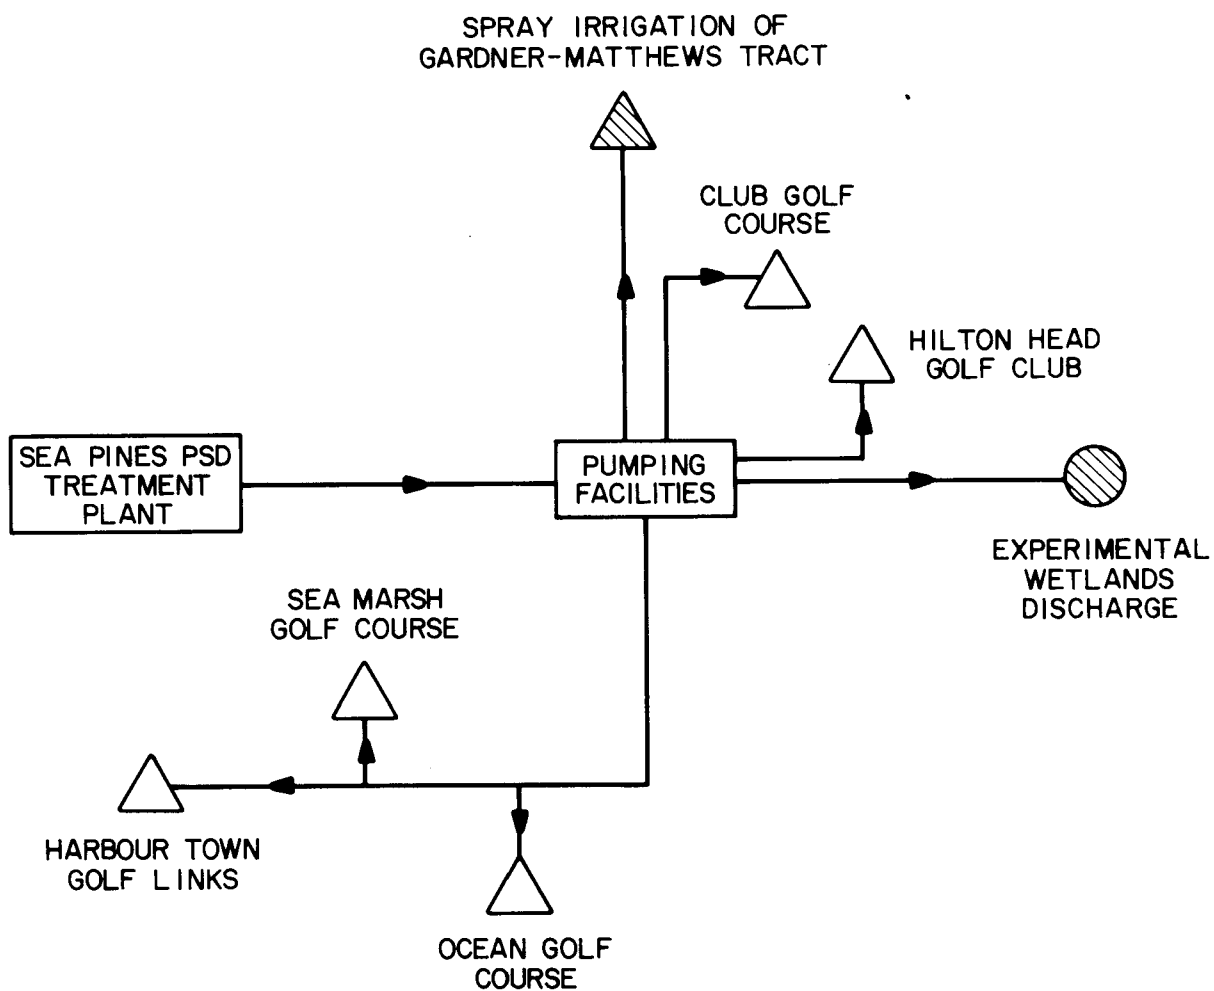 SPRAY IRRIGATION OF
GARDNER-MATTHEWS TRACT
CLUB GOLF
COURSE
HILTON HEAD
GOLF CLUB
SEA PINES PSD
TREATMENT
PLANT
PUMPING
FACILITIES
EXPERIMENTAL
WETLANDS
DISCHARGE
SEA MARSH
GOLF COURSE
HARBOUR TOWN
GOLF LINKS
OCEAN GOLF
COURSE